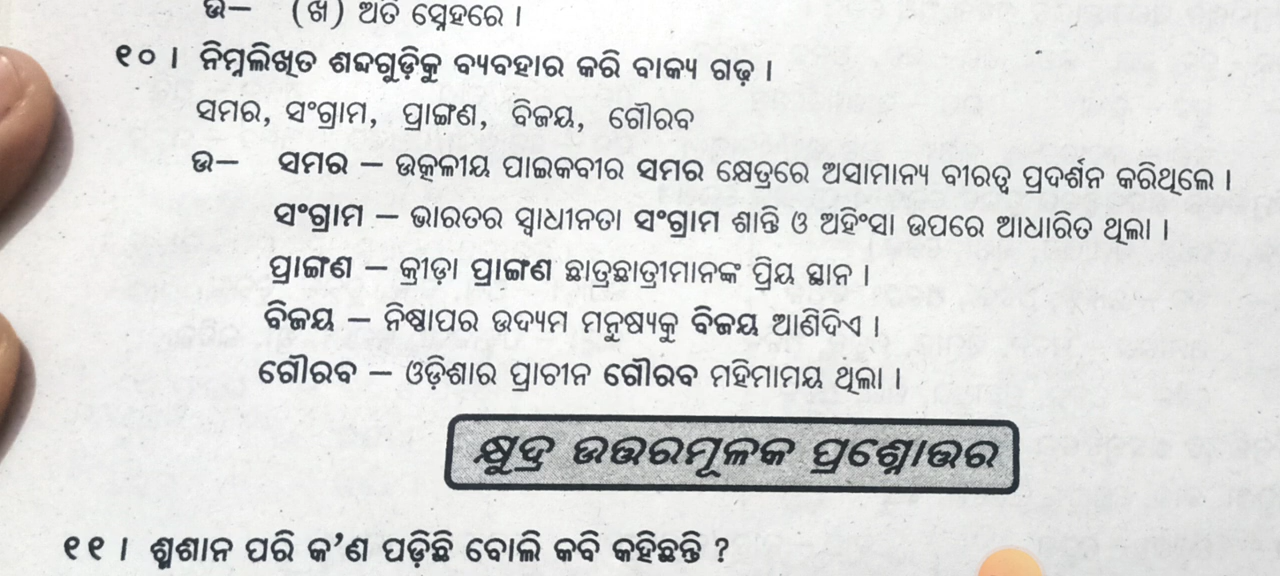 ଉ— (ଖ) ଅତି ସ୍ନେହରେ ।
୧୦ । ନିମ୍ନଲିଖିତ ଶବ୍ଦଗୁଡ଼ିକୁ ବ୍ୟବହାର କରି ବାକ୍ୟ ଗଢ଼ ।
ସମର, ସଂଗ୍ରାମ, ପ୍ରାଙ୍ଗଣ, ବିଜୟ, ଗୌରବ
ଉ— ସମର — ଉତ୍କଳୀୟ ପାଇକବୀର ସମର କ୍ଷେତ୍ରରେ ଅସାମାନ୍ୟ ବୀରତ୍ୱ ପ୍ରଦର୍ଶନ କରିଥିଲେ ।
ସଂଗ୍ରାମ — ଭାରତର ସ୍ୱାଧୀନତା ସଂଗ୍ରାମ ଶାନ୍ତି ଓ ଅହିଂସା ଉପରେ ଆଧାରିତ ଥିଲା ।
ପ୍ରାଙ୍ଗଣ — କ୍ରୀଡ଼ା ପ୍ରାଙ୍ଗଣ ଛାତ୍ରଛାତ୍ରୀମାନଙ୍କ ପ୍ରିୟ ସ୍ଥାନ ।
ବିଜୟ — ନିଷ୍ଠାପର ଉଦ୍ୟମ ମନୁଷ୍ୟକୁ ବିଜୟ ଆଣିଦିଏ ।
ଗୌରବ — ଓଡ଼ିଶାର ପ୍ରାଚୀନ ଗୌରବ ମହିମାମୟ ଥିଲା ।
କ୍ଷୁଦ୍ର ଉତ୍ତରମୂଳକ ପ୍ରଶ୍ନୋତ୍ତର
୧୧ । ଶ୍ମଶାନ ପରି କ'ଣ ପଡ଼ିଛି ବୋଲି କବି କହିଛନ୍ତି ?